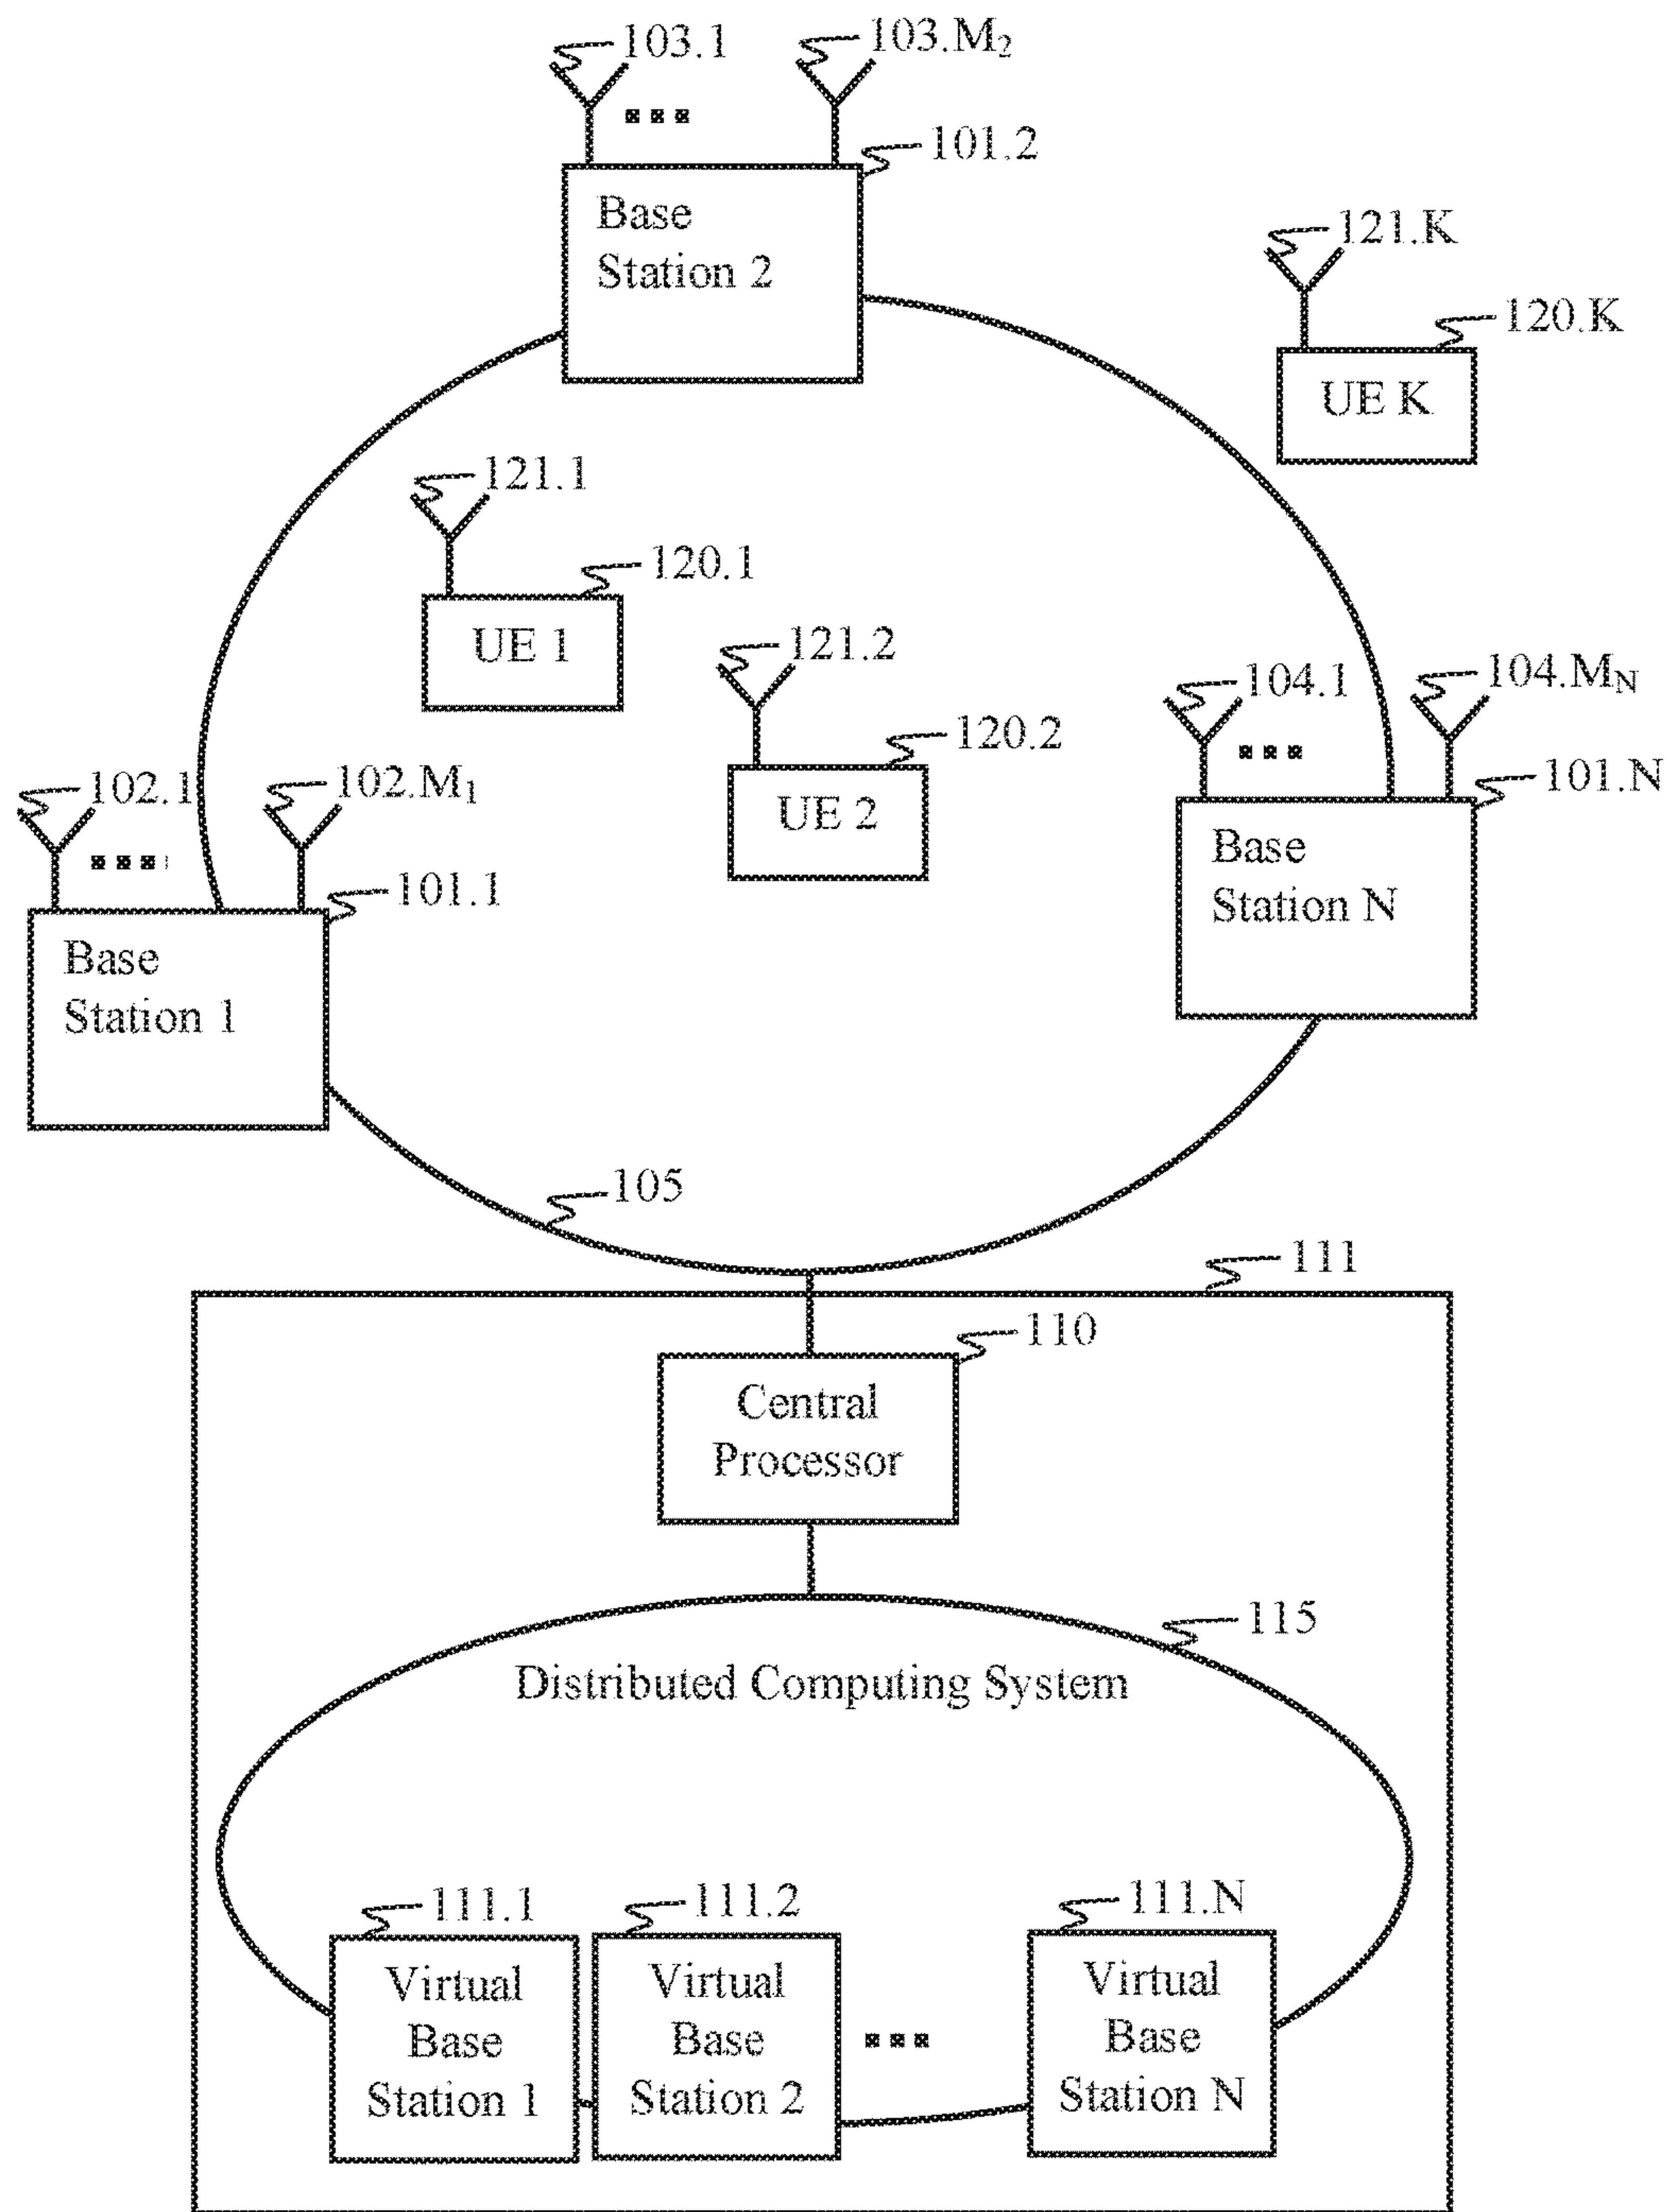 103.1
103.M₂
101.2
Base
Station 2
121.K
120.K
UE K
121.1
120.1
UE 1
121.2
120.2
UE 2
104.1
104.M_N
101.N
Base
Station N
102.1
102.M₁
101.1
Base
Station 1
105
111
110
Central
Processor
115
Distributed Computing System
111.1
Virtual
Base
Station 1
111.2
Virtual
Base
Station 2
111.N
Virtual
Base
Station N